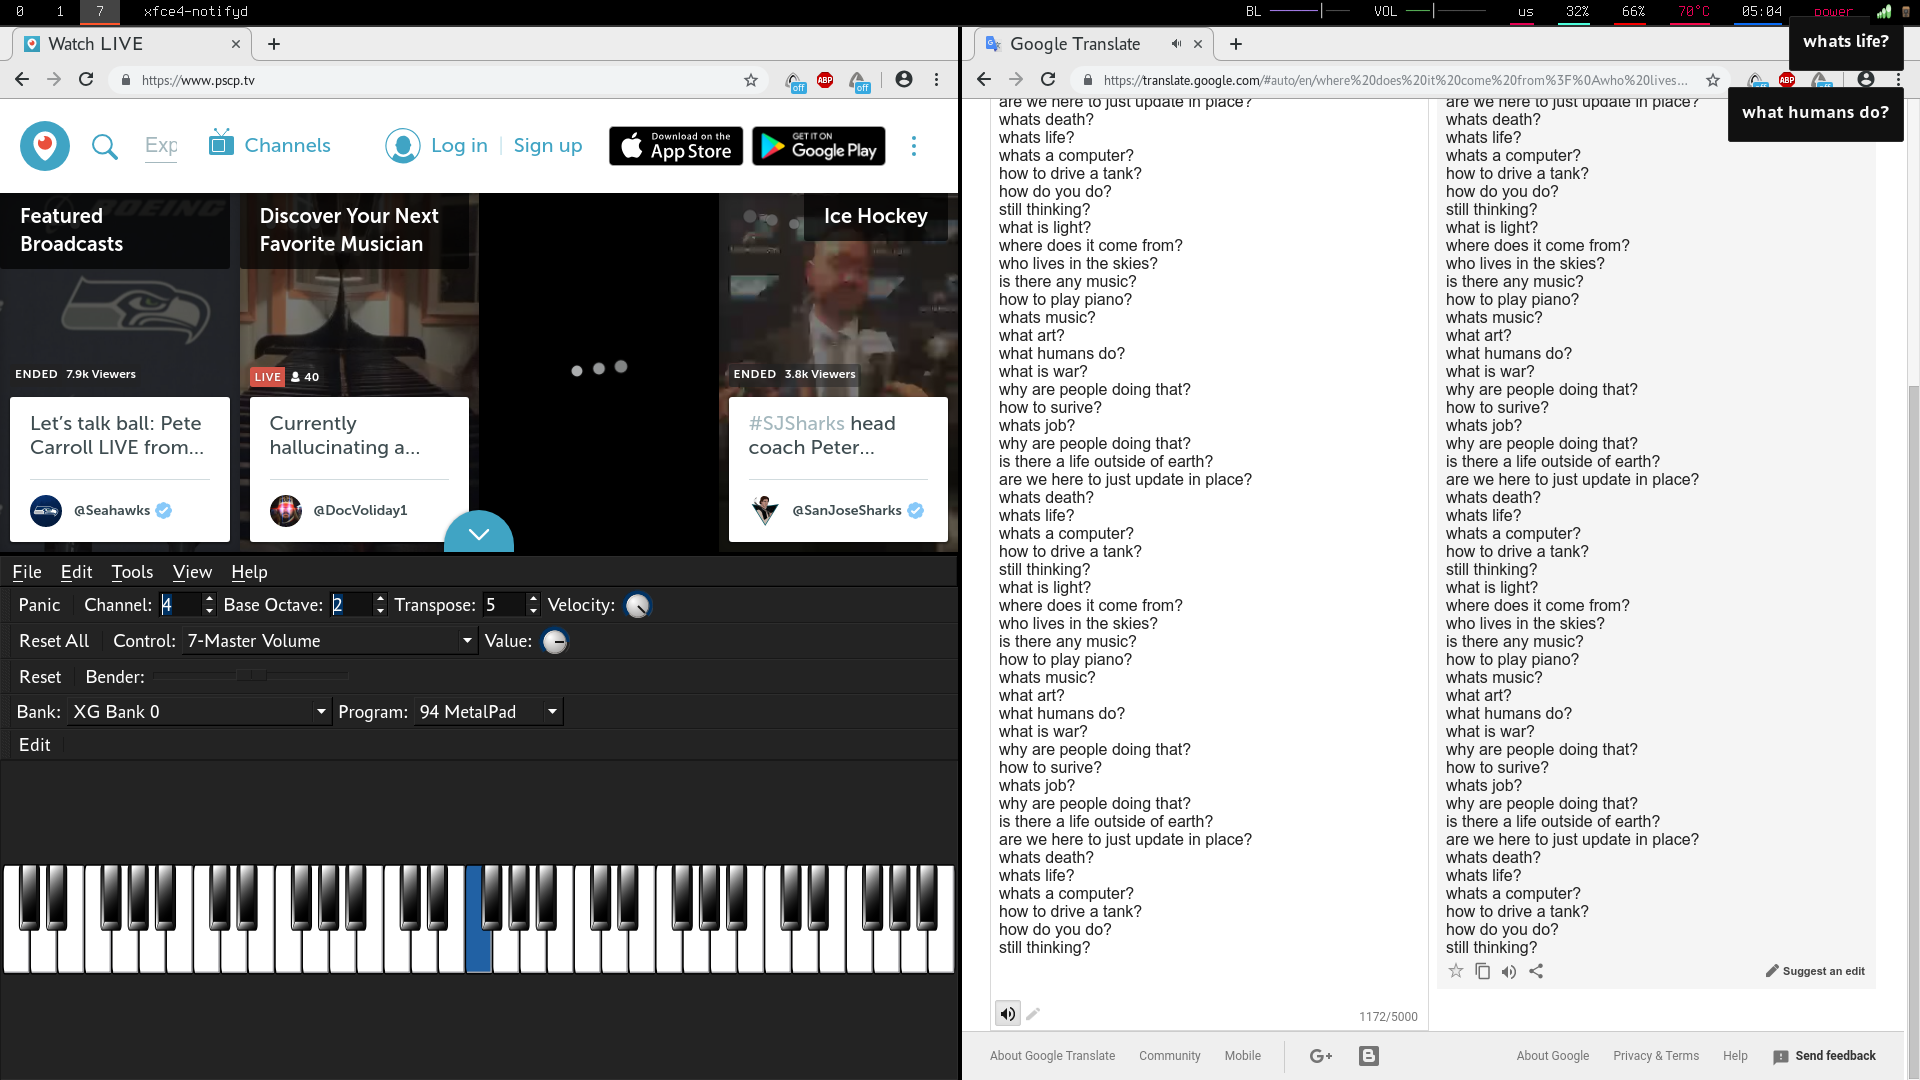 0 1 7 xfce4-notifyd BL VOL us 32% 66% 70°C 05:04 power
whats life?
what humans do?
Watch LIVE
https://www.pscp.tv
off ABP off
Exp Channels Log in Sign up Download on the App Store GET IT ON Google Play
Featured Broadcasts
BOEING
Discover Your Next Favorite Musician
Ice Hockey
ENDED 7.9k Viewers
LIVE 40
ENDED 3.8k Viewers
Let's talk ball: Pete
Carroll LIVE from...
@Seahawks
Currently
hallucinating a...
@DocVoliday1
#SJSharks head
coach Peter...
@SanJoseSharks
File Edit Tools View Help
Panic Channel: 4 Base Octave: 2 Transpose: 5 Velocity:
Reset All Control: 7-Master Volume Value:
Reset Bender:
Bank: XG Bank 0 Program: 94 MetalPad
Edit
Google Translate
https://translate.google.com/#auto/en/where%20does%20it%20come%20from%3F%0Awho%20lives...
ABP
are we here to just update in place?
whats death?
whats life?
whats a computer?
how to drive a tank?
how do you do?
still thinking?
what is light?
where does it come from?
who lives in the skies?
is there any music?
how to play piano?
whats music?
what art?
what humans do?
what is war?
why are people doing that?
how to surive?
whats job?
why are people doing that?
is there a life outside of earth?
are we here to just update in place?
whats death?
whats life?
whats a computer?
how to drive a tank?
still thinking?
what is light?
where does it come from?
who lives in the skies?
is there any music?
how to play piano?
whats music?
what art?
what humans do?
what is war?
why are people doing that?
how to surive?
whats job?
why are people doing that?
is there a life outside of earth?
are we here to just update in place?
whats death?
whats life?
whats a computer?
how to drive a tank?
how do you do?
still thinking?
1172/5000
are we here to just update in place?
whats death?
whats life?
whats a computer?
how to drive a tank?
how do you do?
still thinking?
what is light?
where does it come from?
who lives in the skies?
is there any music?
how to play piano?
whats music?
what art?
what humans do?
what is war?
why are people doing that?
how to surive?
whats job?
why are people doing that?
is there a life outside of earth?
are we here to just update in place?
whats death?
whats life?
whats a computer?
how to drive a tank?
still thinking?
what is light?
where does it come from?
who lives in the skies?
is there any music?
how to play piano?
whats music?
what art?
what humans do?
what is war?
why are people doing that?
how to surive?
whats job?
why are people doing that?
is there a life outside of earth?
are we here to just update in place?
whats death?
whats life?
whats a computer?
how to drive a tank?
how do you do?
still thinking?
Suggest an edit
About Google Translate Community Mobile G+ About Google Privacy & Terms Help Send feedback